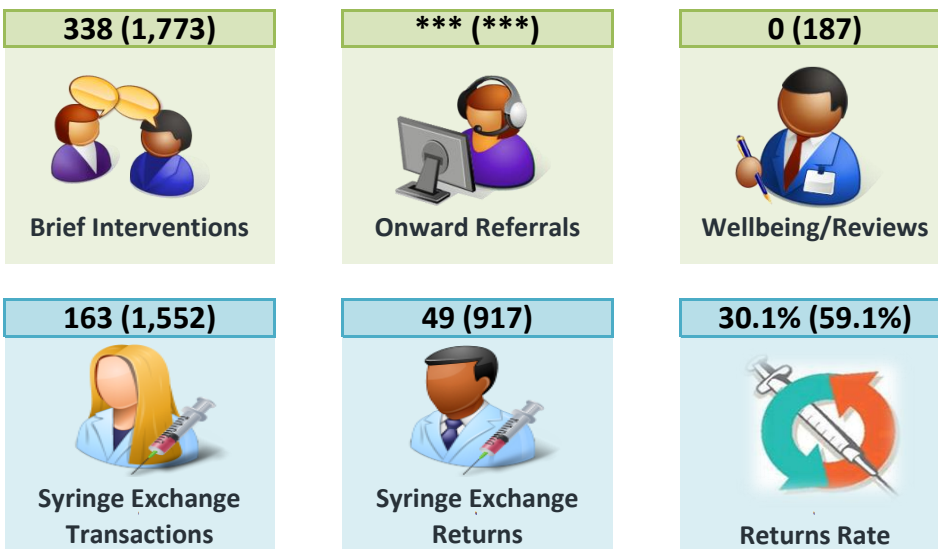 338 (1,773)
*** (***)
0 (187)
Brief Interventions
Onward Referrals
Wellbeing/Reviews
163 (1,552)
49 (917)
30.1% (59.1%)
Syringe Exchange
Transactions
Syringe Exchange
Returns
Returns Rate